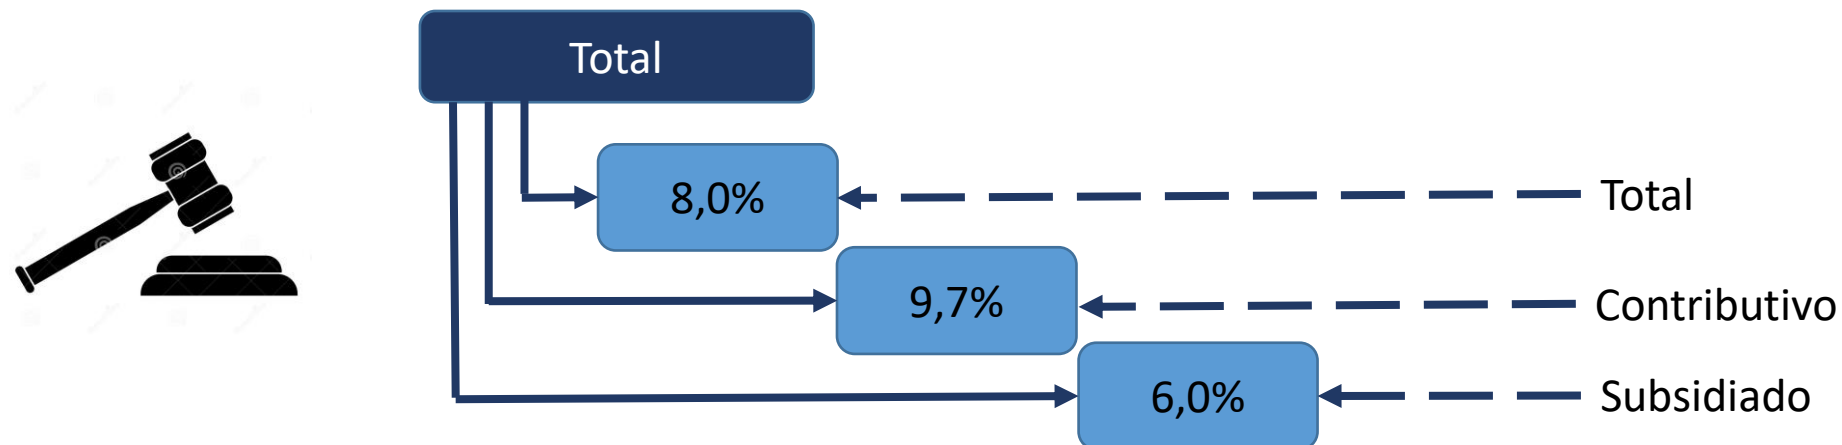 Total
8,0%
Total
9,7%
Contributivo
6,0%
Subsidiado